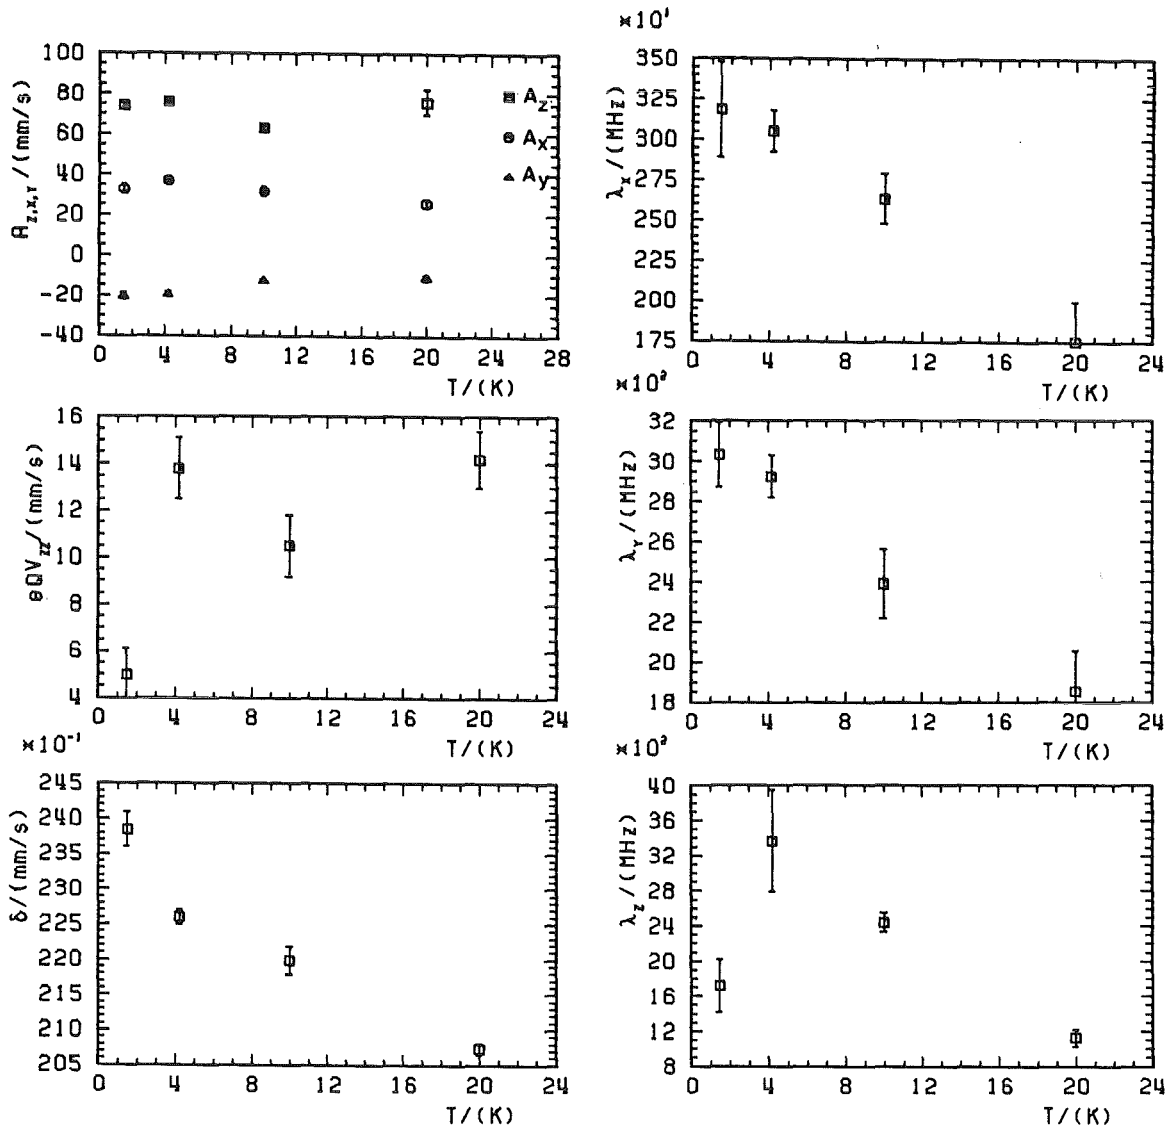 100
80
60
40
20
0
-20
-40
A_{z,x,y}/(mm/s)
A_z
A_x
A_y
0 4 8 12 16 20 24 28
T/(K)
*10¹
350
325
300
275
250
225
200
175
λ_x/(MHz)
0 4 8 12 16 20 24
T/(K)
16
14
12
10
8
6
4
eQV_{zz}/(mm/s)
0 4 8 12 16 20 24
T/(K)
*10²
32
30
28
26
24
22
20
18
λ_Y/(MHz)
0 4 8 12 16 20 24
T/(K)
*10⁻¹
245
240
235
230
225
220
215
210
205
δ/(mm/s)
0 4 8 12 16 20 24
T/(K)
*10²
40
36
32
28
24
20
16
12
8
λ_z/(MHz)
0 4 8 12 16 20 24
T/(K)